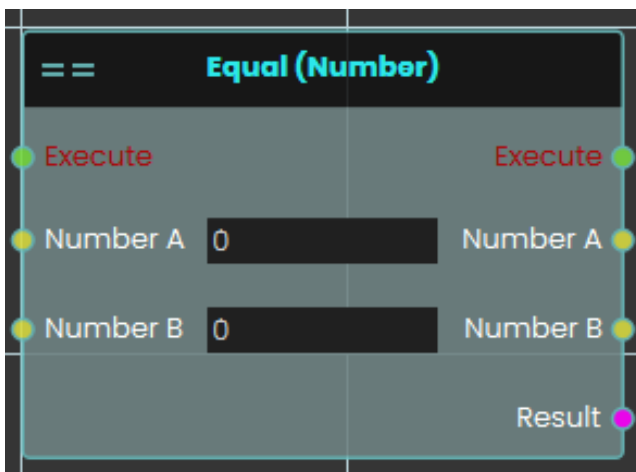 == Equal (Number)
Execute Execute
Number A 0 Number A
Number B 0 Number B
Result